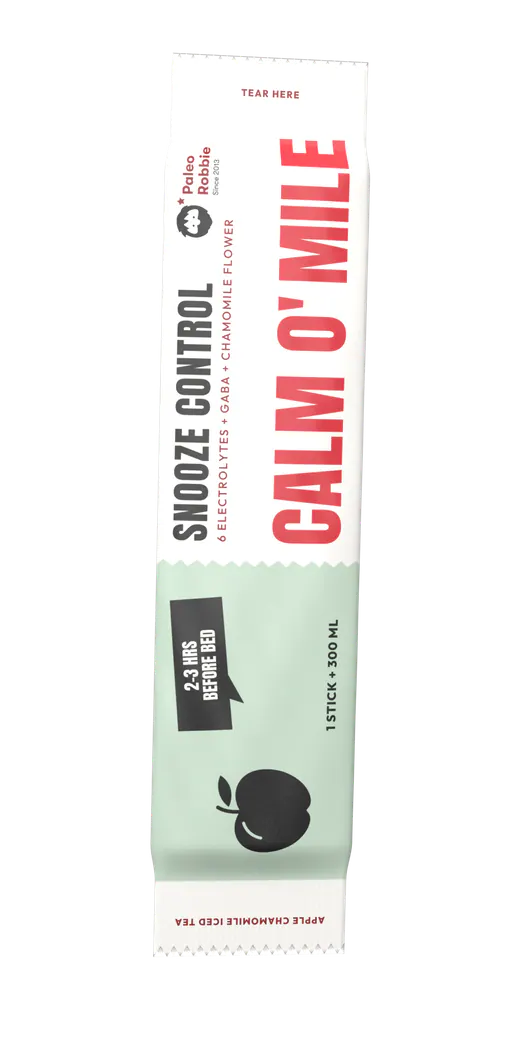 TEAR HERE
Paleo
Robbie
Since 2013
SNOOZE CONTROL
6 ELECTROLYTES + GABA + CHAMOMILE FLOWER
CALM O' MILE
2-3 HRS
BEFORE BED
1 STICK + 300 ML
APPLE CHAMOMILE ICED TEA